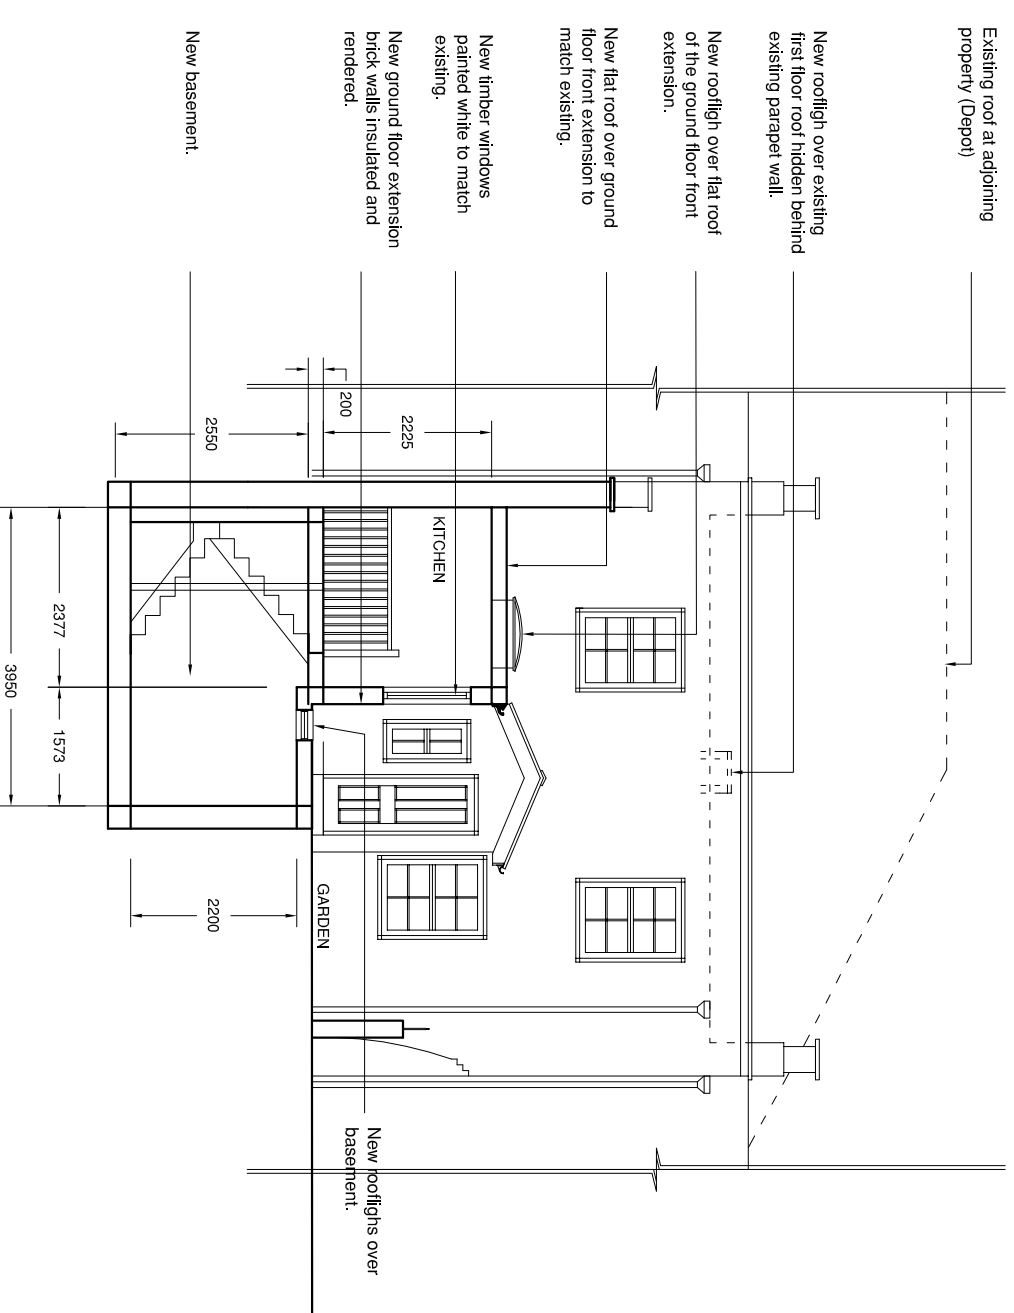 Existing roof at adjoining
property (Depot)
New roofligh over existing
first floor roof hidden behind
existing parapet wall.
New roofligh over flat roof
of the ground floor front
extension.
New flat roof over ground
floor front extension to
match existing.
New timber windows
painted white to match
existing.
New ground floor extension
brick walls insulated and
rendered.
New basement.
200
2225
2550
KITCHEN
GARDEN
2377
1573
3950
2200
New rooflighs over
basement.